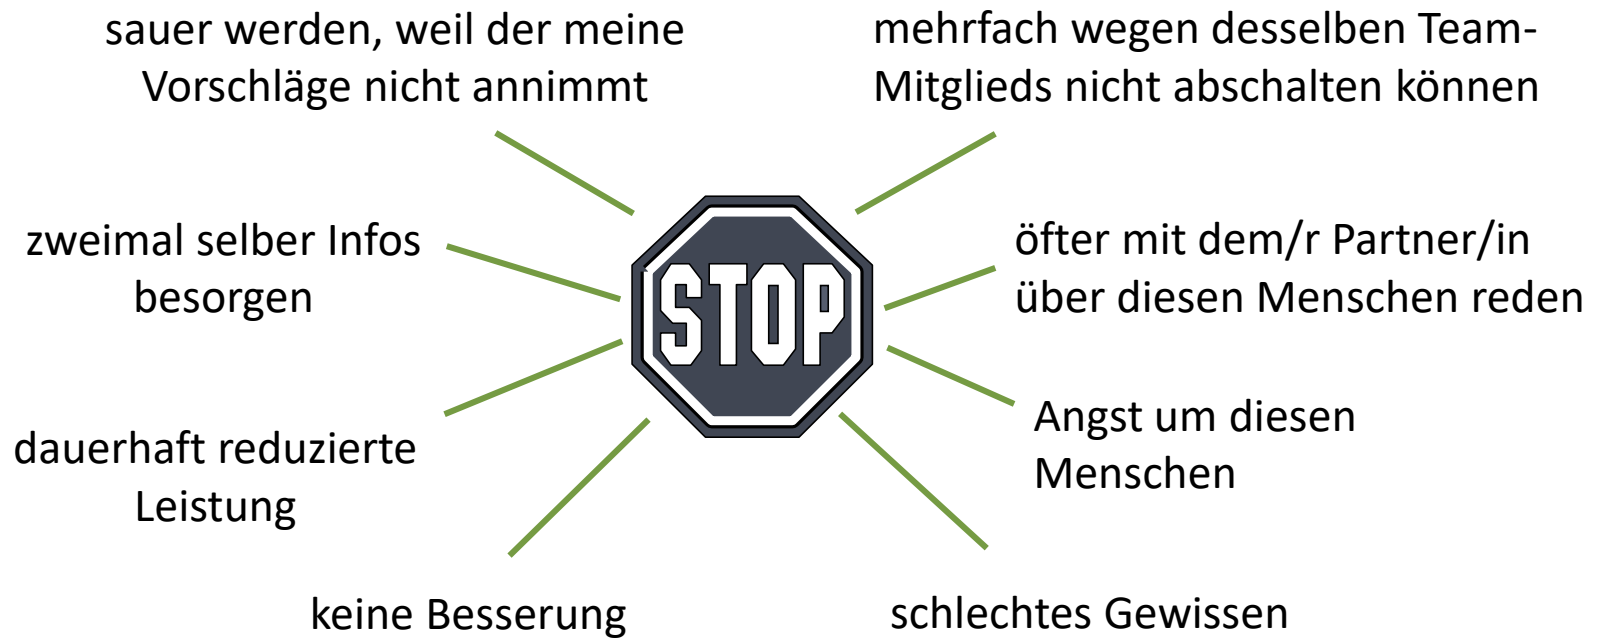 sauer werden, weil der meine
Vorschläge nicht annimmt
mehrfach wegen desselben Team-
Mitglieds nicht abschalten können
zweimal selber Infos
besorgen
STOP
öfter mit dem/r Partner/in
über diesen Menschen reden
dauerhaft reduzierte
Leistung
Angst um diesen
Menschen
keine Besserung
schlechtes Gewissen